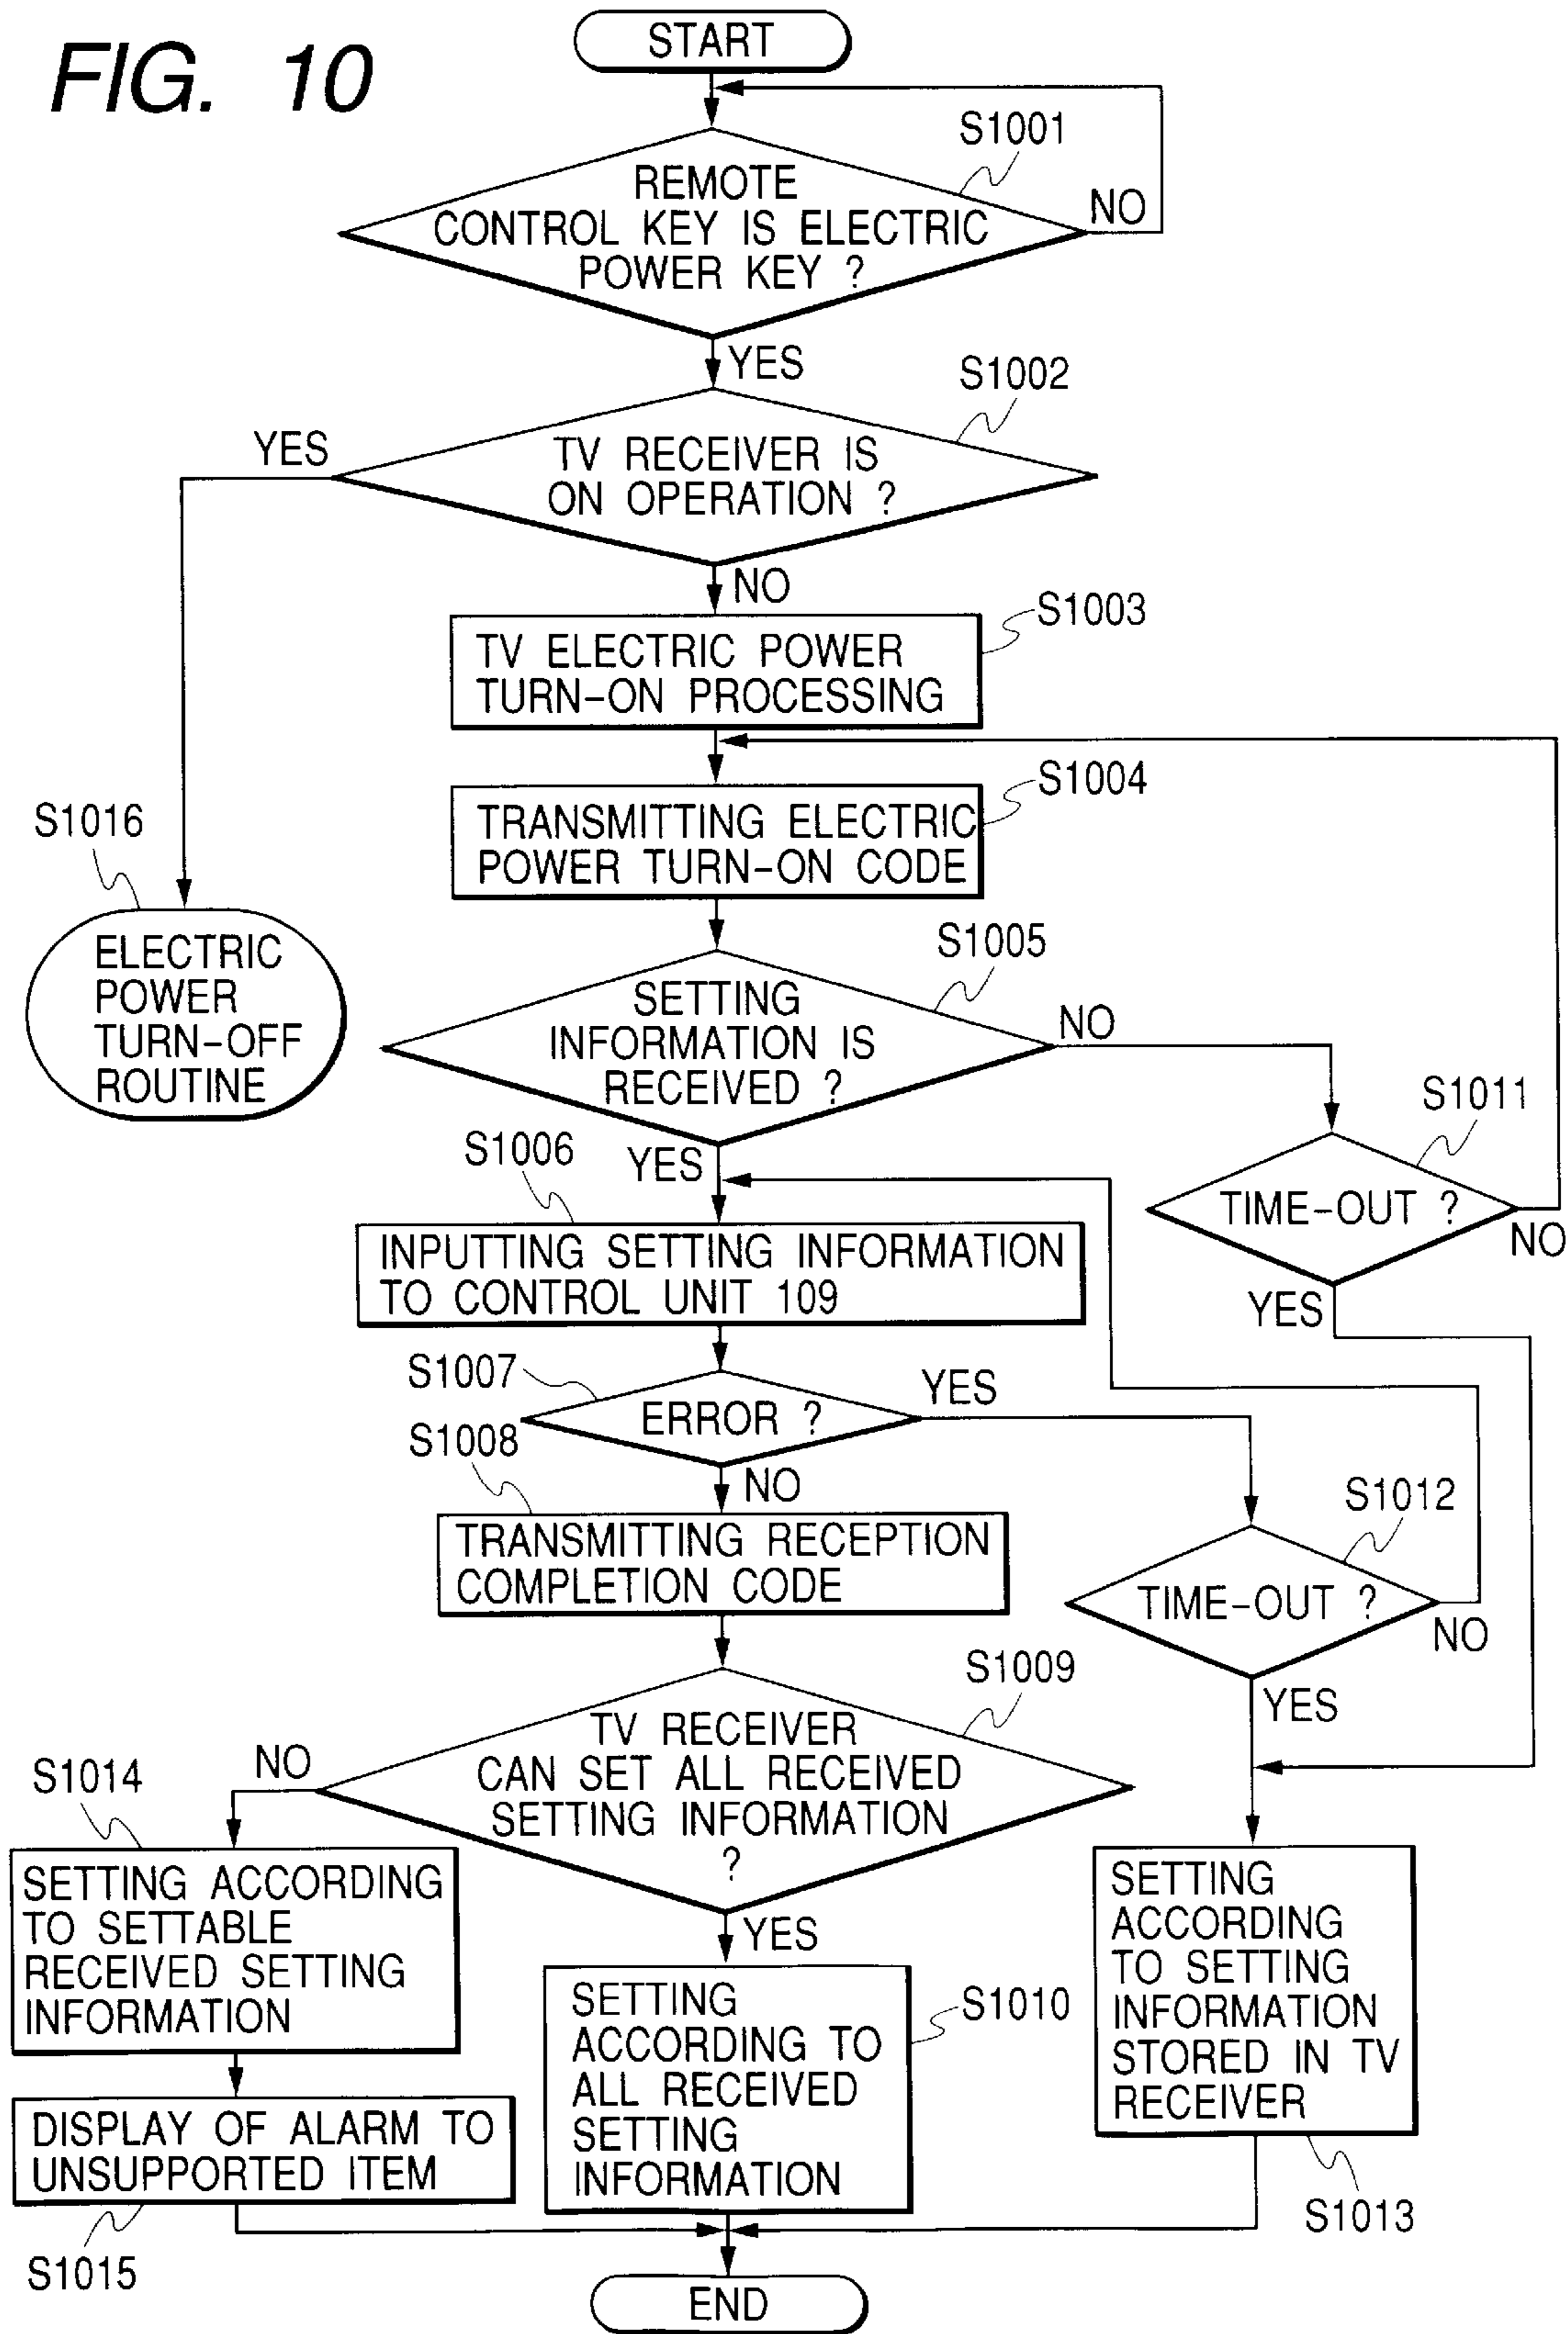 FIG. 10
START
S1001
REMOTE
CONTROL KEY IS ELECTRIC
POWER KEY ?
NO
YES
S1002
YES
TV RECEIVER IS
ON OPERATION ?
NO
S1003
TV ELECTRIC POWER
TURN-ON PROCESSING
S1004
TRANSMITTING ELECTRIC
POWER TURN-ON CODE
S1016
ELECTRIC
POWER
TURN-OFF
ROUTINE
S1005
SETTING
INFORMATION IS
RECEIVED ?
NO
S1011
TIME-OUT ?
NO
YES
YES
S1006
INPUTTING SETTING INFORMATION
TO CONTROL UNIT 109
S1007
ERROR ?
YES
NO
S1008
TRANSMITTING RECEPTION
COMPLETION CODE
S1012
TIME-OUT ?
NO
YES
S1009
TV RECEIVER
CAN SET ALL RECEIVED
SETTING INFORMATION
?
NO
YES
S1014
SETTING ACCORDING
TO SETTABLE
RECEIVED SETTING
INFORMATION
DISPLAY OF ALARM TO
UNSUPPORTED ITEM
S1015
SETTING
ACCORDING TO
ALL RECEIVED
SETTING
INFORMATION
S1010
SETTING
ACCORDING
TO SETTING
INFORMATION
STORED IN TV
RECEIVER
S1013
END